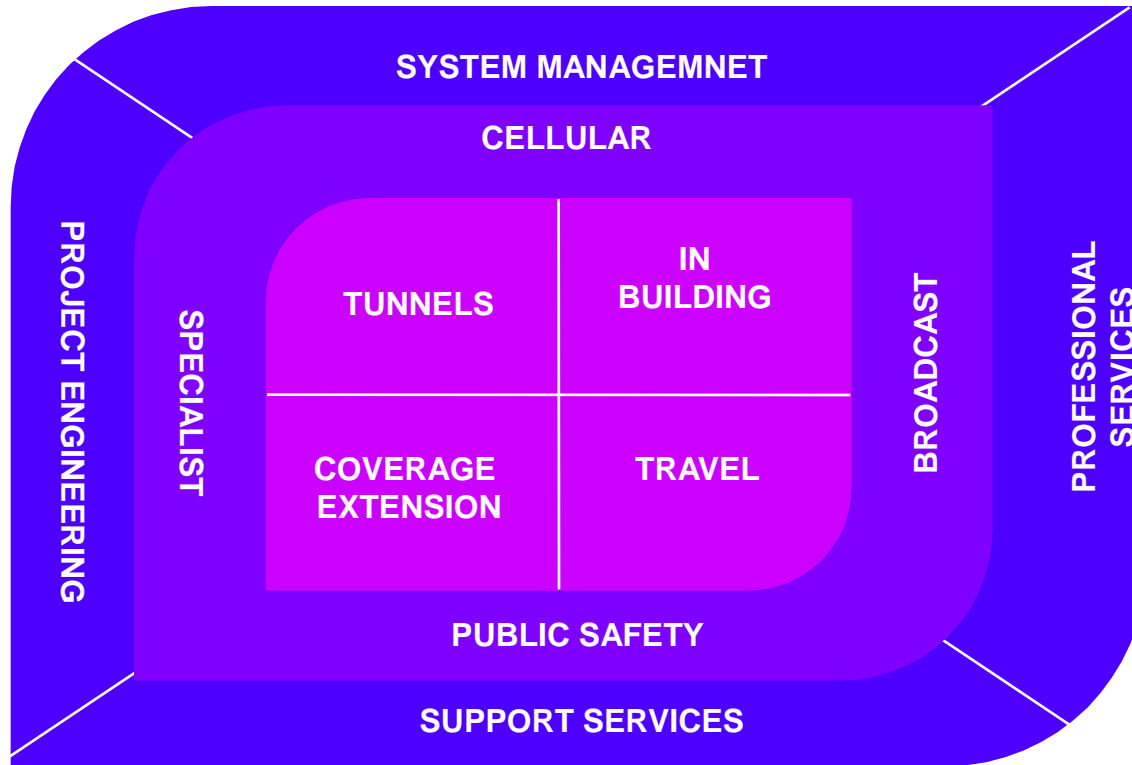 SYSTEM MANAGEMNET
CELLULAR
PROJECT ENGINEERING
SPECIALIST
TUNNELS
IN
BUILDING
COVERAGE
EXTENSION
TRAVEL
BROADCAST
PROFESSIONAL
SERVICES
PUBLIC SAFETY
SUPPORT SERVICES